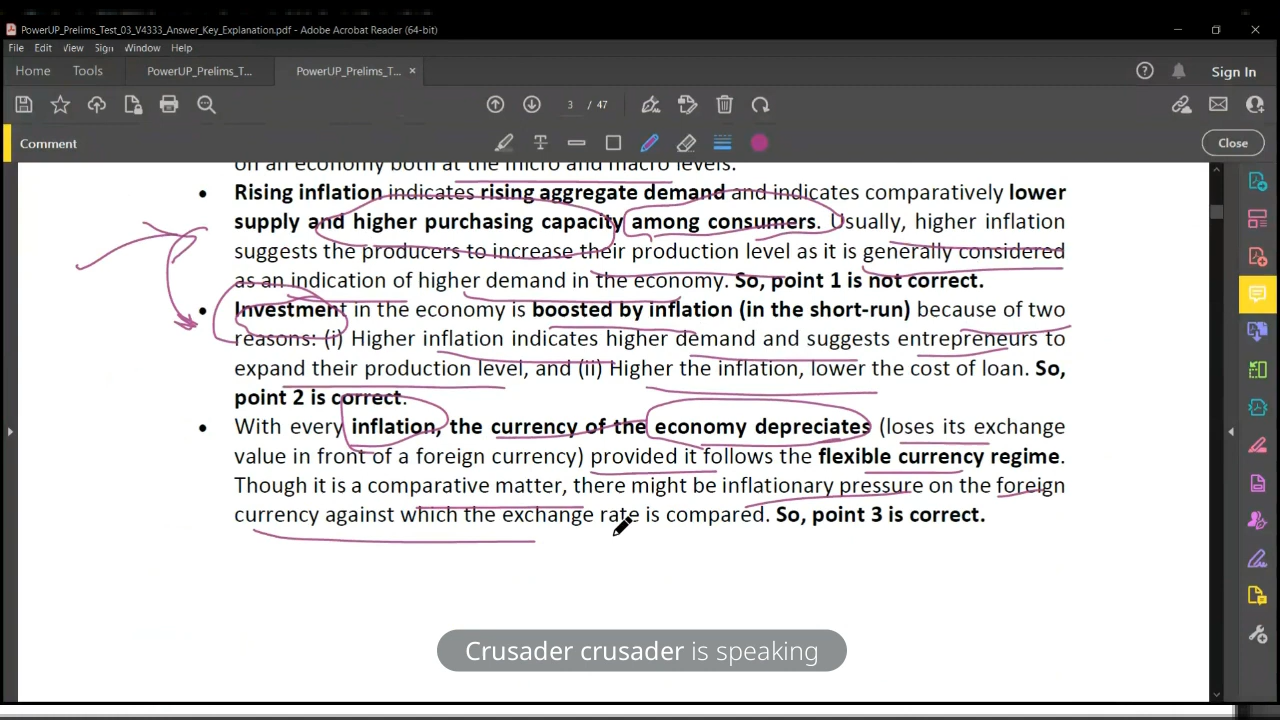 PowerUP_Prelims_Test_03_V4333_Answer_Key_Explanation.pdf - Adobe Acrobat Reader (64-bit)
File Edit View Sign Window Help
Home Tools PowerUP_Prelims_T... PowerUP_Prelims_T... × Sign In
3 / 47
Comment Close
on an economy both at the micro and macro levels.
• Rising inflation indicates rising aggregate demand and indicates comparatively lower
supply and higher purchasing capacity among consumers. Usually, higher inflation
suggests the producers to increase their production level as it is generally considered
as an indication of higher demand in the economy. So, point 1 is not correct.
• Investment in the economy is boosted by inflation (in the short-run) because of two
reasons: (i) Higher inflation indicates higher demand and suggests entrepreneurs to
expand their production level, and (ii) Higher the inflation, lower the cost of loan. So,
point 2 is correct.
• With every inflation, the currency of the economy depreciates (loses its exchange
value in front of a foreign currency) provided it follows the flexible currency regime.
Though it is a comparative matter, there might be inflationary pressure on the foreign
currency against which the exchange rate is compared. So, point 3 is correct.
Crusader crusader is speaking